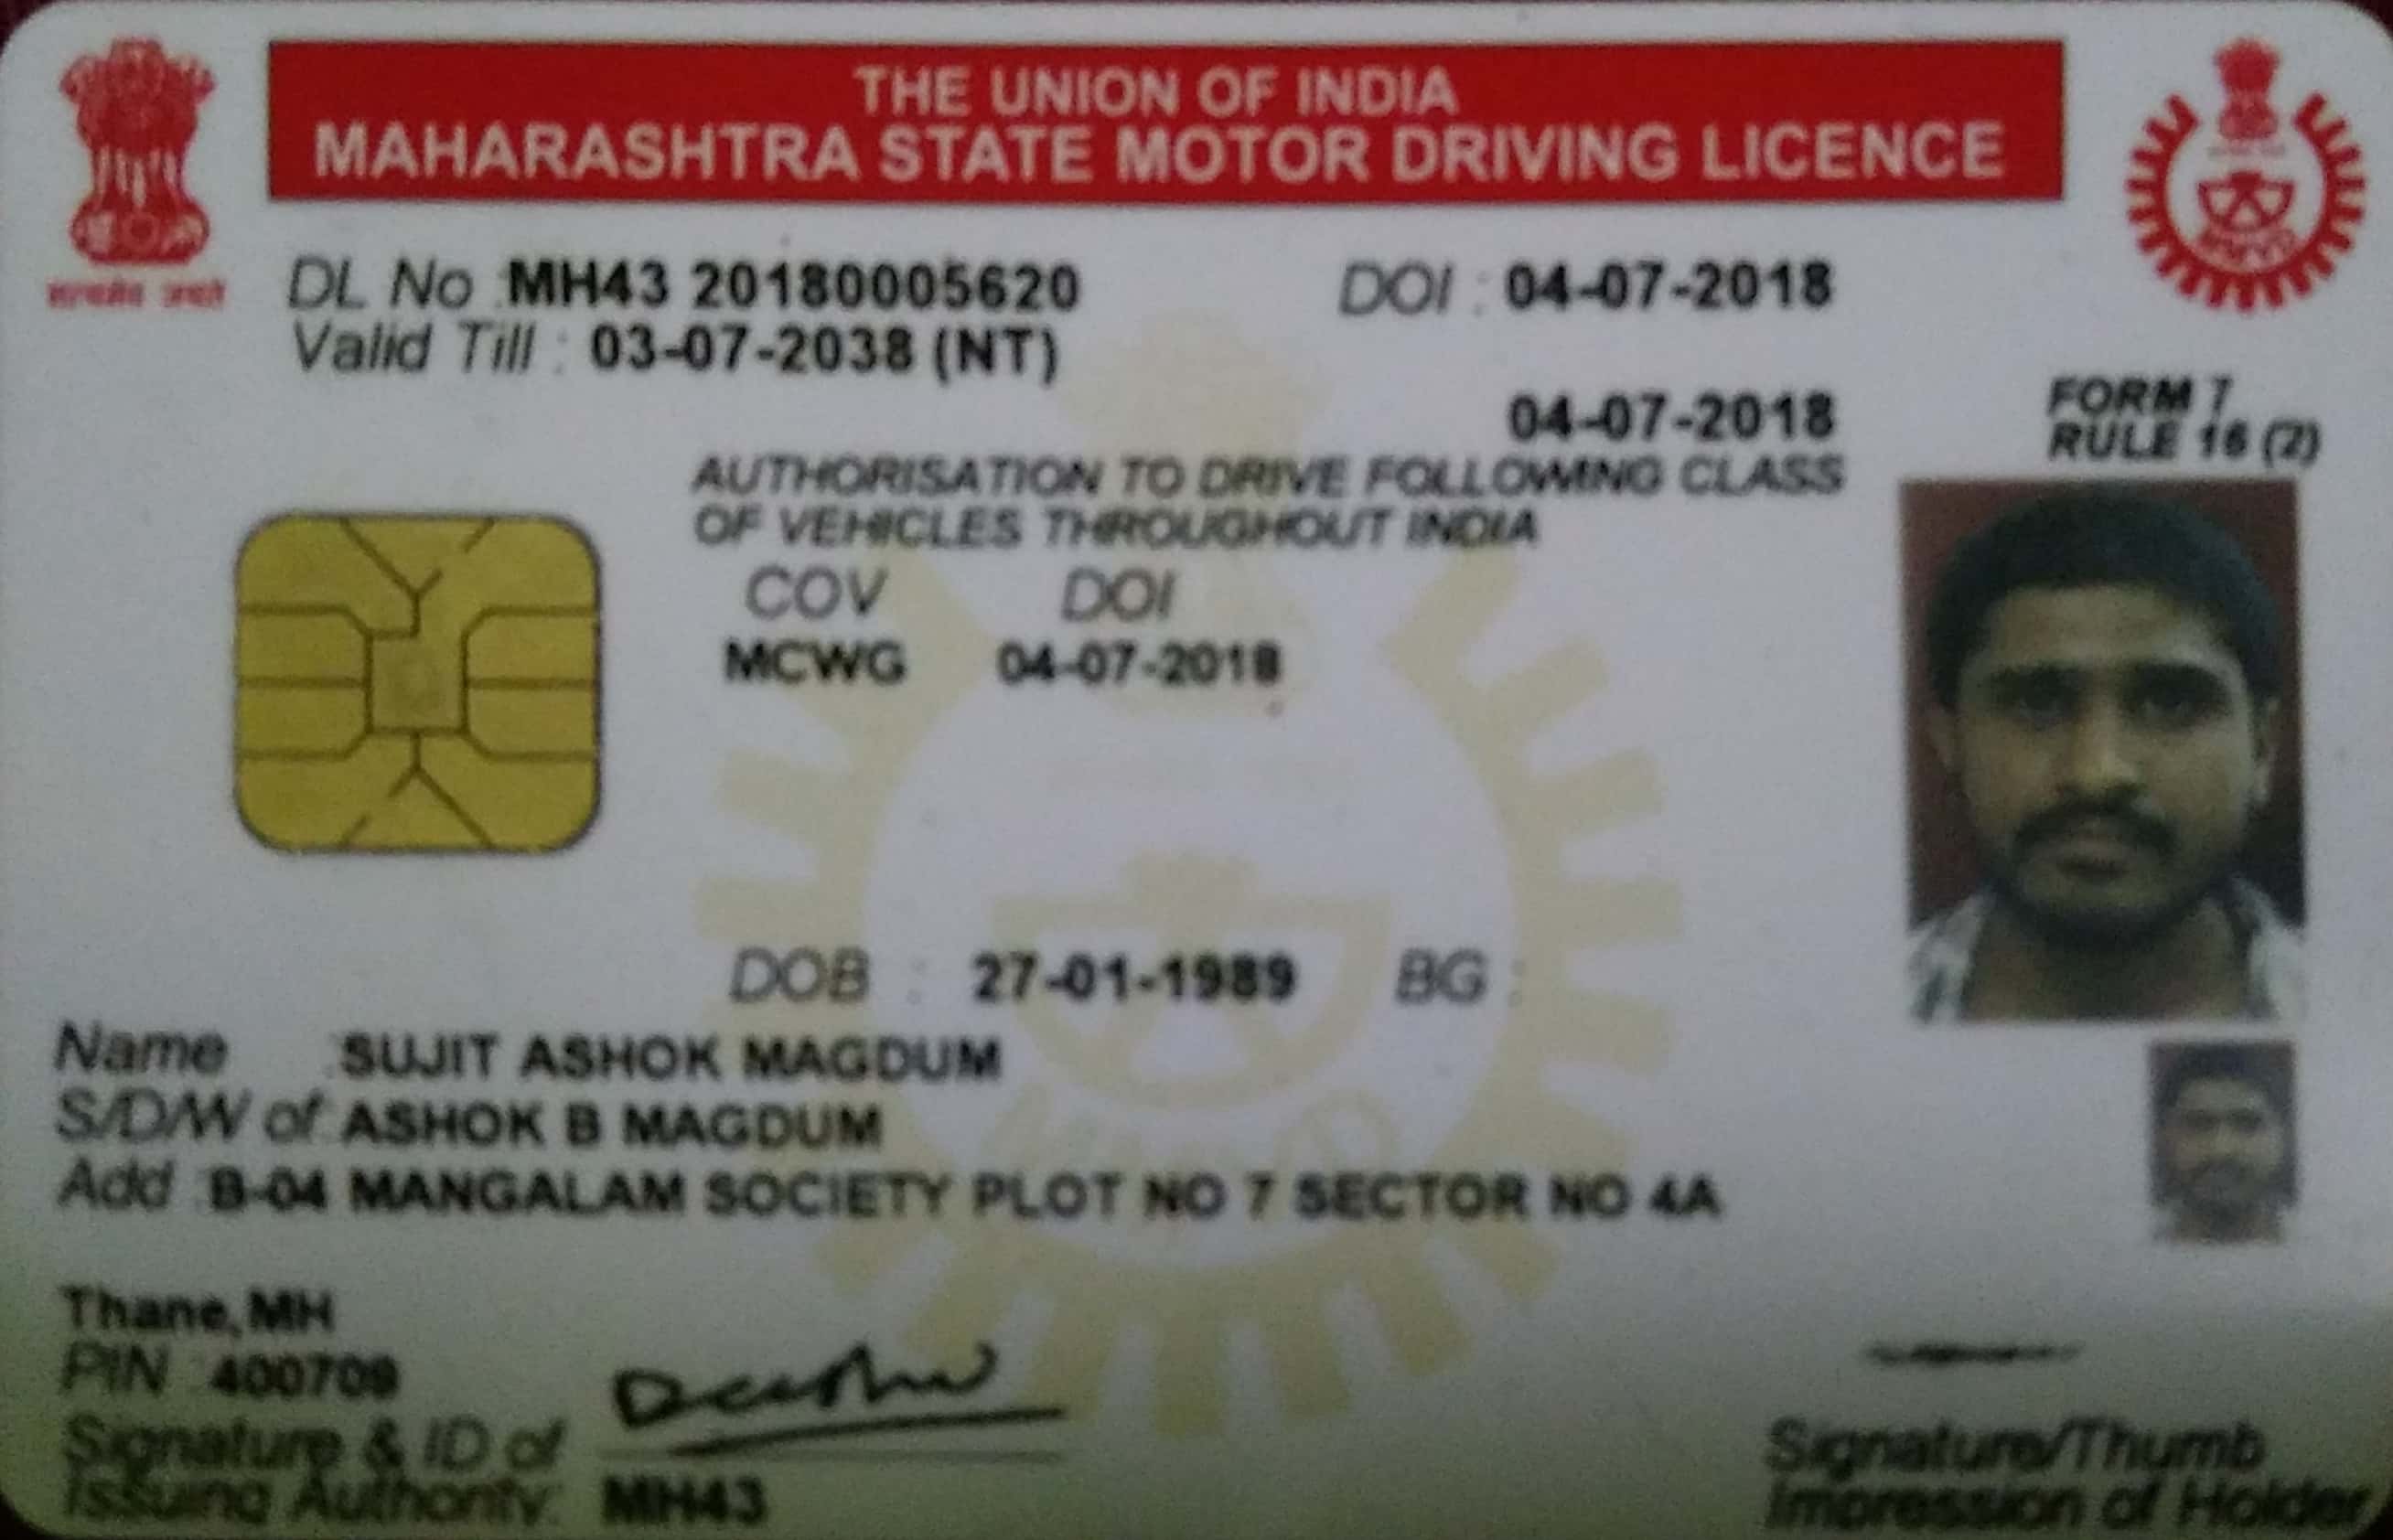 THE UNION OF INDIA
MAHARASHTRA STATE MOTOR DRIVING LICENCE
सत्यमेव जयते
DL No : MH43 20180005620 DOI : 04-07-2018
Valid Till : 03-07-2038 (NT)
04-07-2018
FORM 7
RULE 16 (2)
AUTHORISATION TO DRIVE FOLLOWING CLASS
OF VEHICLES THROUGHOUT INDIA
COV DOI
MCWG 04-07-2018
DOB : 27-01-1989 BG :
Name : SUJIT ASHOK MAGDUM
S/D/W of ASHOK B MAGDUM
Add B-04 MANGALAM SOCIETY PLOT NO 7 SECTOR NO 4A
Thane,MH
PIN : 400709
Signature & ID of
Issuing Authority: MH43
Signature/Thumb
Impression of Holder